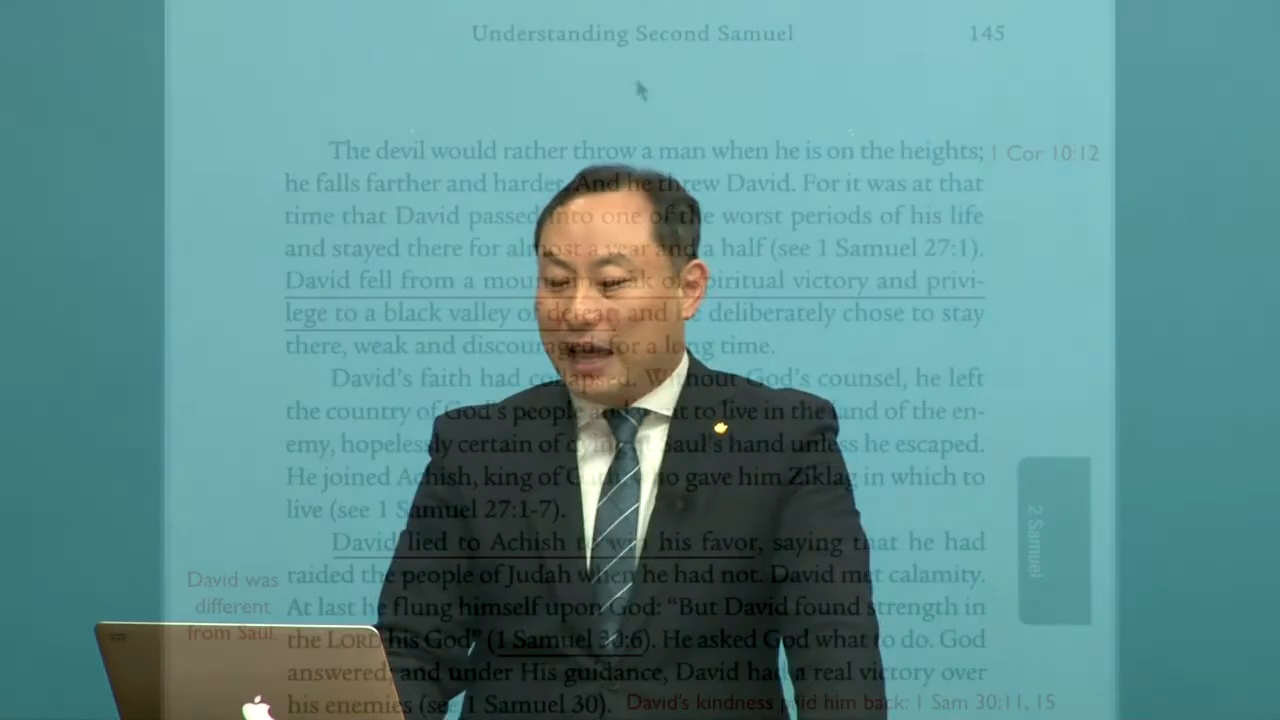 Understanding Second Samuel 145
The devil would rather throw a man when he is on the heights; 1 Cor 10:12
he falls farther and harder. And he threw David. For it was at that
time that David passed into one of the worst periods of his life
and stayed there for almost a year and a half (see 1 Samuel 27:1).
David fell from a mountain peak of spiritual victory and privi-
lege to a black valley of defeat and he deliberately chose to stay
there, weak and discouraged, for a long time.
David's faith had collapsed. Without God's counsel, he left
the country of God's people and went to live in the land of the en-
emy, hopelessly certain of dying Saul's hand unless he escaped.
He joined Achish, king of Gath, who gave him Ziklag in which to
live (see 1 Samuel 27:1-7).
David lied to Achish to win his favor, saying that he had
raided the people of Judah when he had not. David met calamity.
At last he flung himself upon God: “But David found strength in
the LORD his God” (1 Samuel 30:6). He asked God what to do. God
answered, and under His guidance, David had a real victory over
his enemies (see 1 Samuel 30). David's kindness paid him back: 1 Sam 30:11, 15
David was
different
from Saul.
2 Samuel